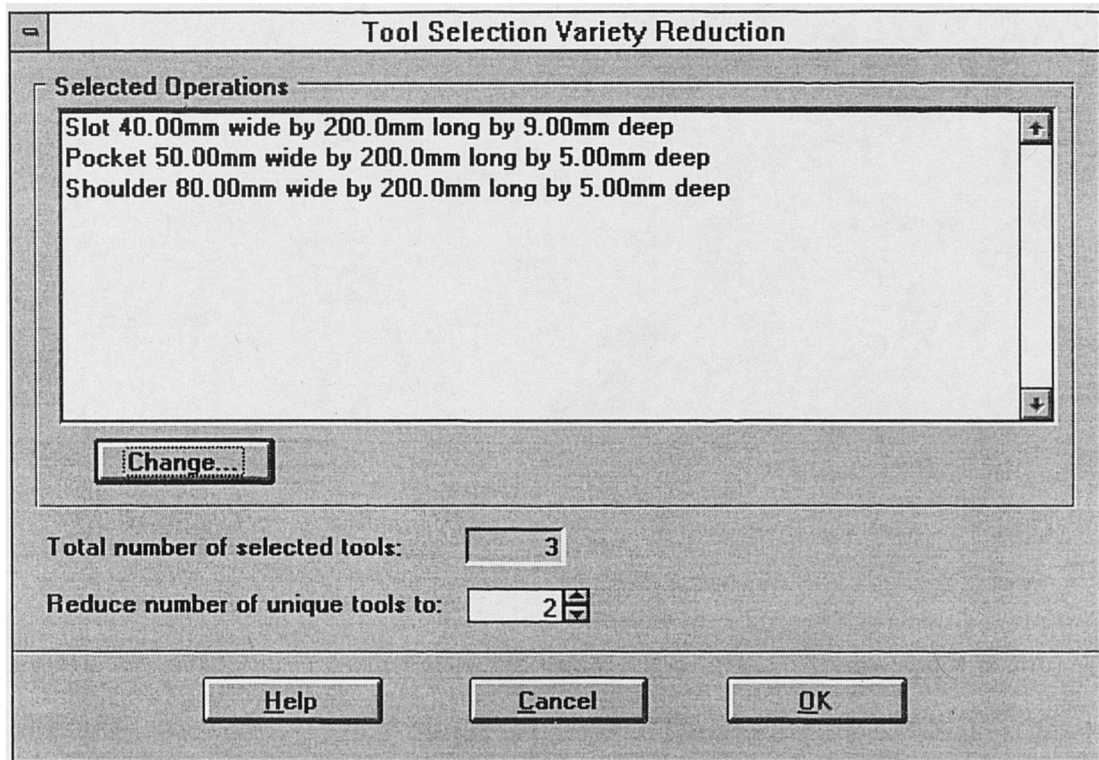 Tool Selection Variety Reduction
Selected Operations
Slot 40.00mm wide by 200.0mm long by 9.00mm deep
Pocket 50.00mm wide by 200.0mm long by 5.00mm deep
Shoulder 80.00mm wide by 200.0mm long by 5.00mm deep
Change...
Total number of selected tools: 3
Reduce number of unique tools to: 2
Help Cancel OK